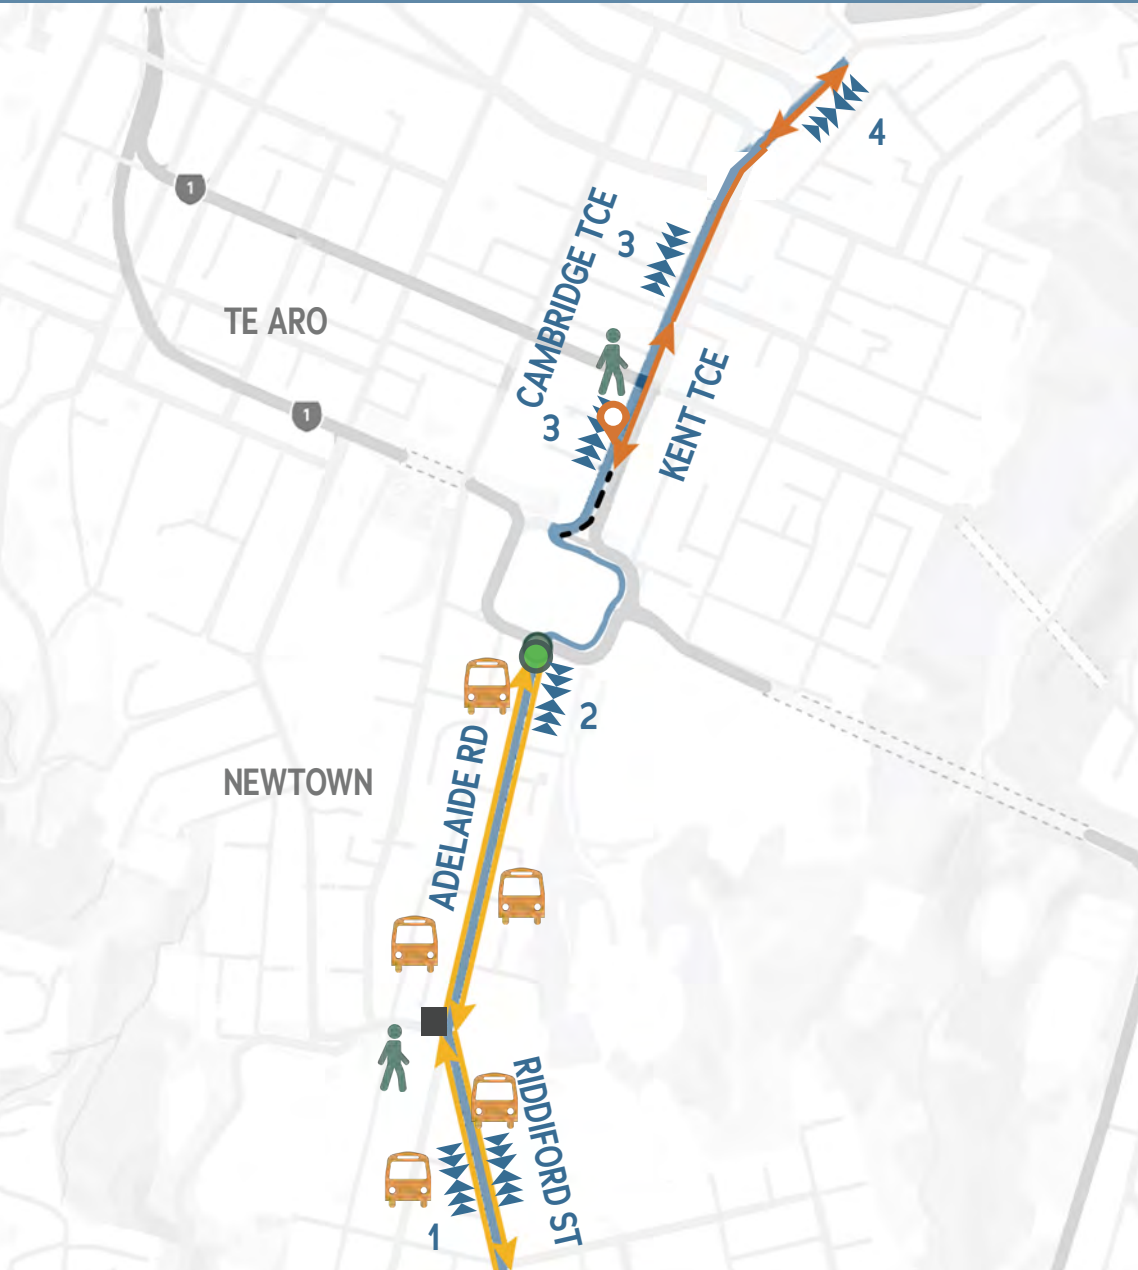 4
1
CAMBRIDGE TCE
3
TE ARO
KENT TCE
1
3
2
ADELAIDE RD
NEWTOWN
RIDDIFORD ST
1